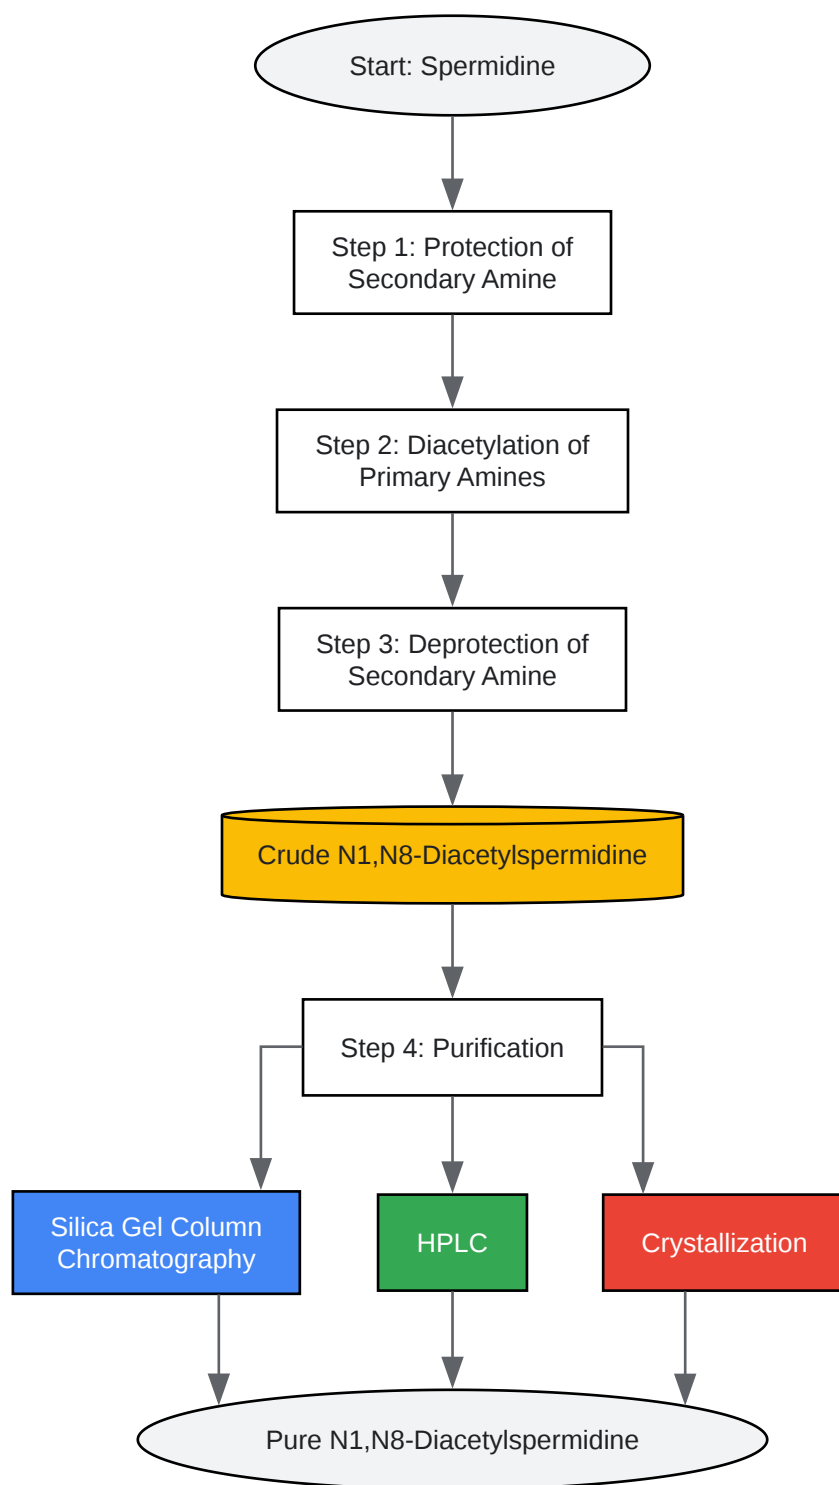 Start: Spermidine
Step 1: Protection of
Secondary Amine
Step 2: Diacetylation of
Primary Amines
Step 3: Deprotection of
Secondary Amine
Crude N1,N8-Diacetylspermidine
Step 4: Purification
Silica Gel Column
Chromatography
HPLC
Crystallization
Pure N1,N8-Diacetylspermidine